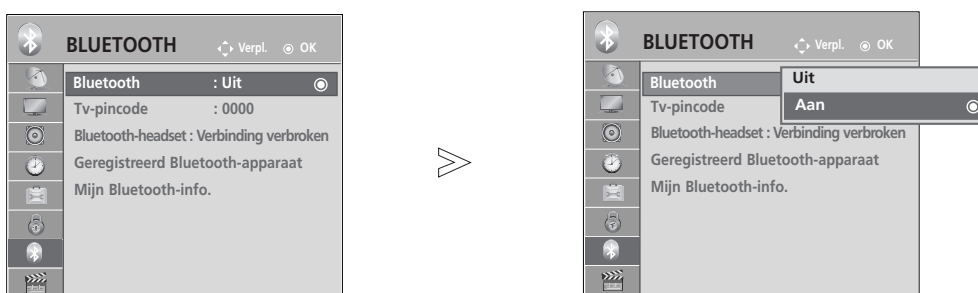 BLUETOOTH Verpl. OK
Bluetooth : Uit
Tv-pincode : 0000
Bluetooth-headset : Verbinding verbroken
Geregistreerd Bluetooth-apparaat
Mijn Bluetooth-info.
BLUETOOTH Verpl. OK
Bluetooth
Uit
Tv-pincode
Aan
Bluetooth-headset : Verbinding verbroken
Geregistreerd Bluetooth-apparaat
Mijn Bluetooth-info.